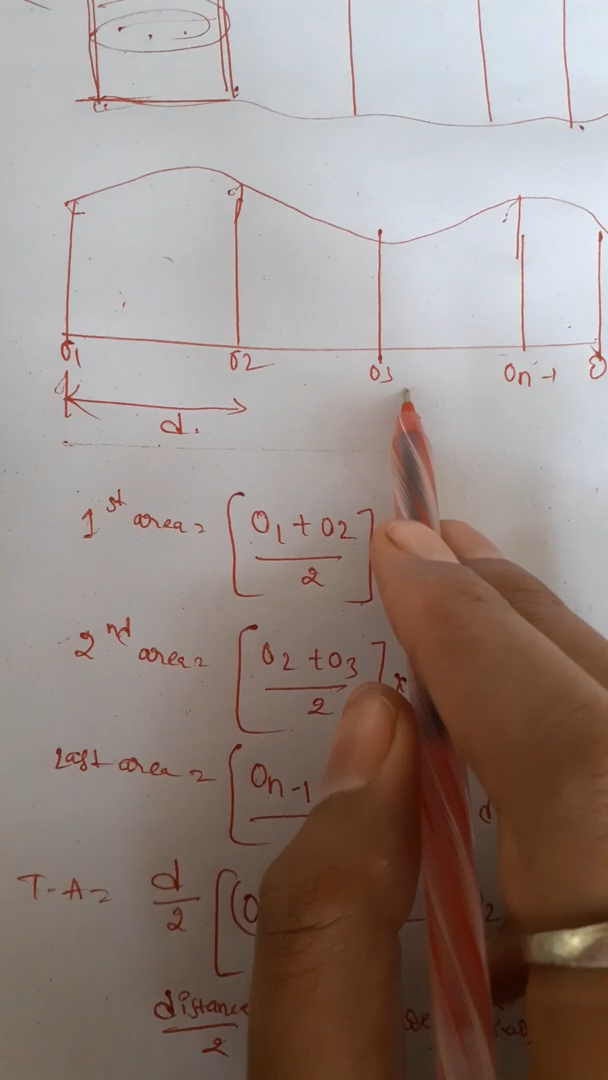 O1 O2 O3 On-1 O
d.
1st area = [O1 + O2 / 2]
2nd area = [O2 + O3 / 2] x
Last area = [On-1 d
T-A = d/2 [(O 2
distance / 2